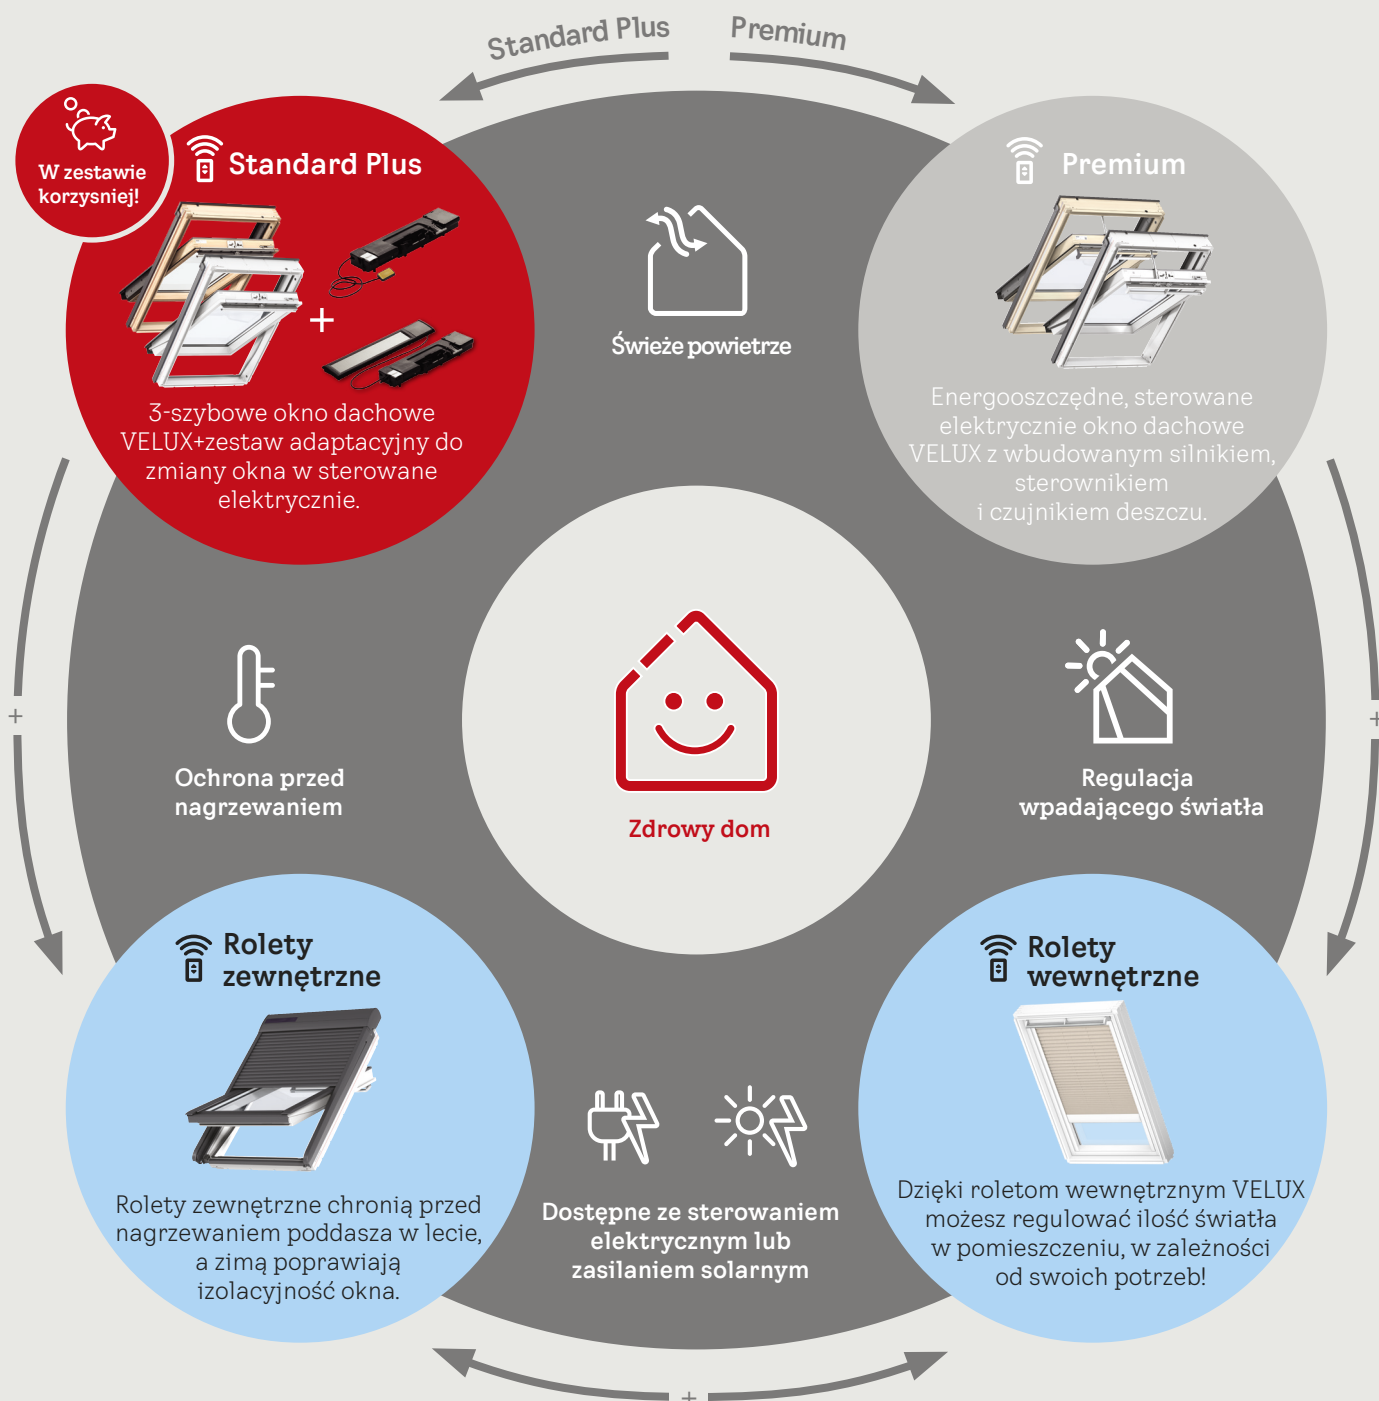 Standard Plus
Premium
W zestawie
korzysniej!
Standard Plus
+
3-szybowe okno dachowe
VELUX+zestaw adaptacyjny do
zmiany okna w sterowane
elektrycznie.
Świeże powietrze
Premium
Energooszczędne, sterowane
elektrycznie okno dachowe
VELUX z wbudowanym silnikiem,
sterownikiem
i czujnikiem deszczu.
+
Ochrona przed
nagrzewaniem
Zdrowy dom
Regulacja
wpadającego światła
+
Rolety
zewnętrzne
Rolety zewnętrzne chronią przed
nagrzewaniem poddasza w lecie,
a zimą poprawiają
izolacyjność okna.
Dostępne ze sterowaniem
elektrycznym lub
zasilaniem solarnym
Rolety
wewnętrzne
Dzięki roletom wewnętrznym VELUX
możesz regulować ilość światła
w pomieszczeniu, w zależności
od swoich potrzeb!
+